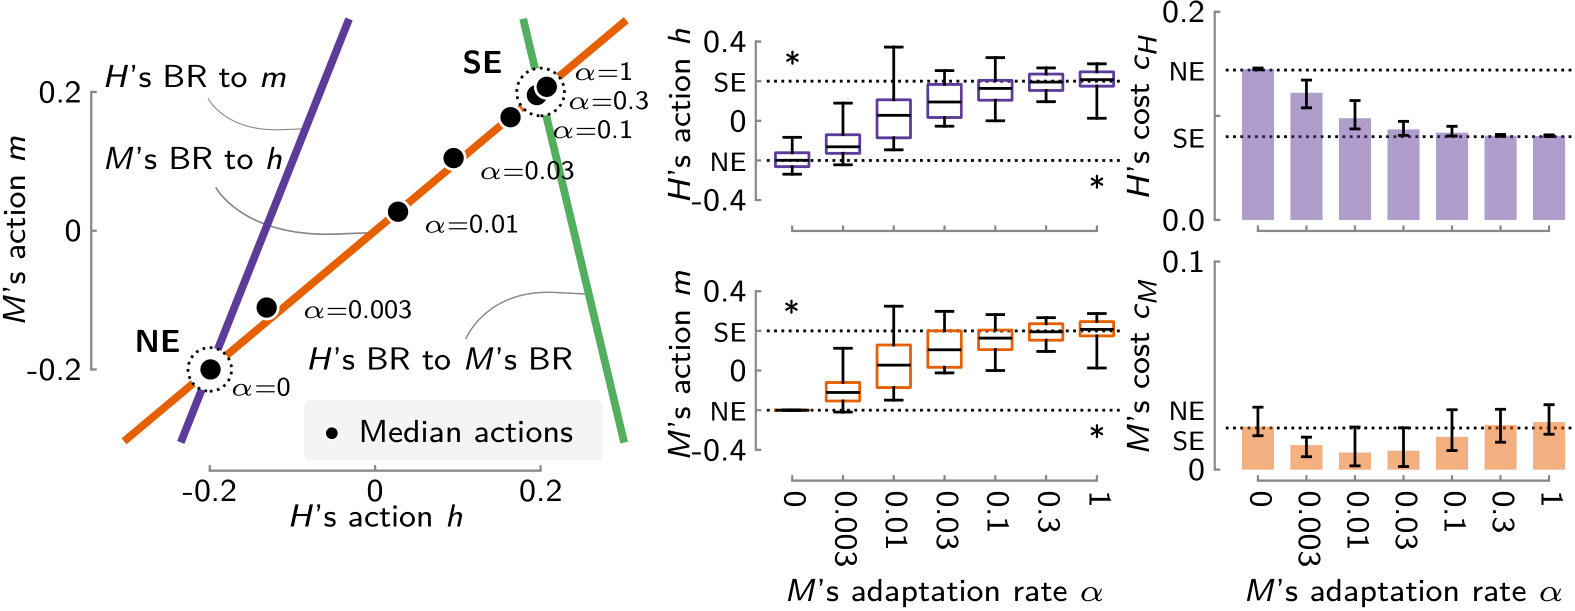 H's BR to m
M's BR to h
SE
α=1
α=0.3
α=0.1
α=0.03
α=0.01
α=0.003
NE
α=0
H's BR to M's BR
Median actions
M's action m
0.2
0
-0.2
-0.2 0 0.2
H's action h
H's action h
0.4
SE
0
NE
-0.4
*
*
M's action m
0.4
SE
0
NE
-0.4
*
*
0 0.003 0.01 0.03 0.1 0.3 1
M's adaptation rate α
H's cost cH
0.2
NE
SE
0.0
M's cost cM
0.1
NE
SE
0
0 0.003 0.01 0.03 0.1 0.3 1
M's adaptation rate α